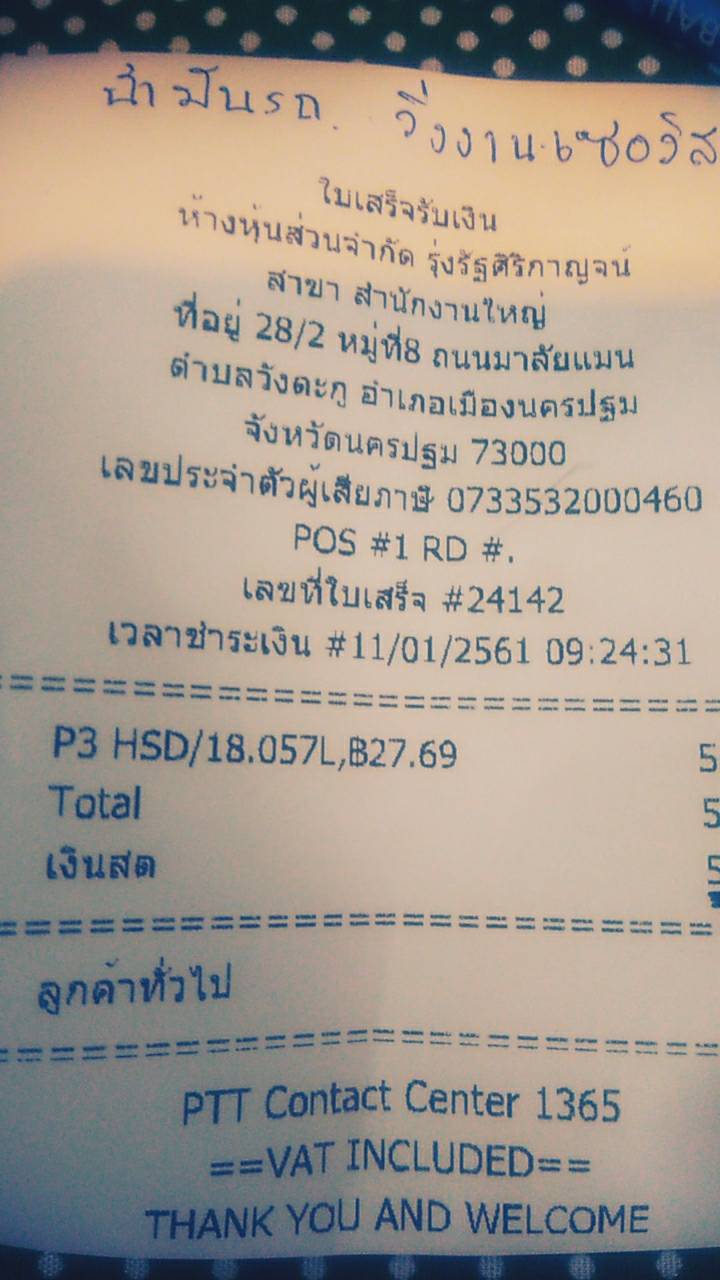 น้ำมันรถ. วิ่งงานเซอวิส
ใบเสร็จรับเงิน
ห้างหุ้นส่วนจำกัด รุ่งรัฐศิริกาญจน์
สาขา สำนักงานใหญ่
ที่อยู่ 28/2 หมู่ที่8 ถนนมาลัยแมน
ตำบลวังตะกู อำเภอเมืองนครปฐม
จังหวัดนครปฐม 73000
เลขประจำตัวผู้เสียภาษี 0733532000460
POS #1 RD #.
เลขที่ใบเสร็จ #24142
เวลาชำระเงิน #11/01/2561 09:24:31
P3 HSD/18.057L,฿27.69 5
Total 5
เงินสด 5
ลูกค้าทั่วไป
PTT Contact Center 1365
==VAT INCLUDED==
THANK YOU AND WELCOME